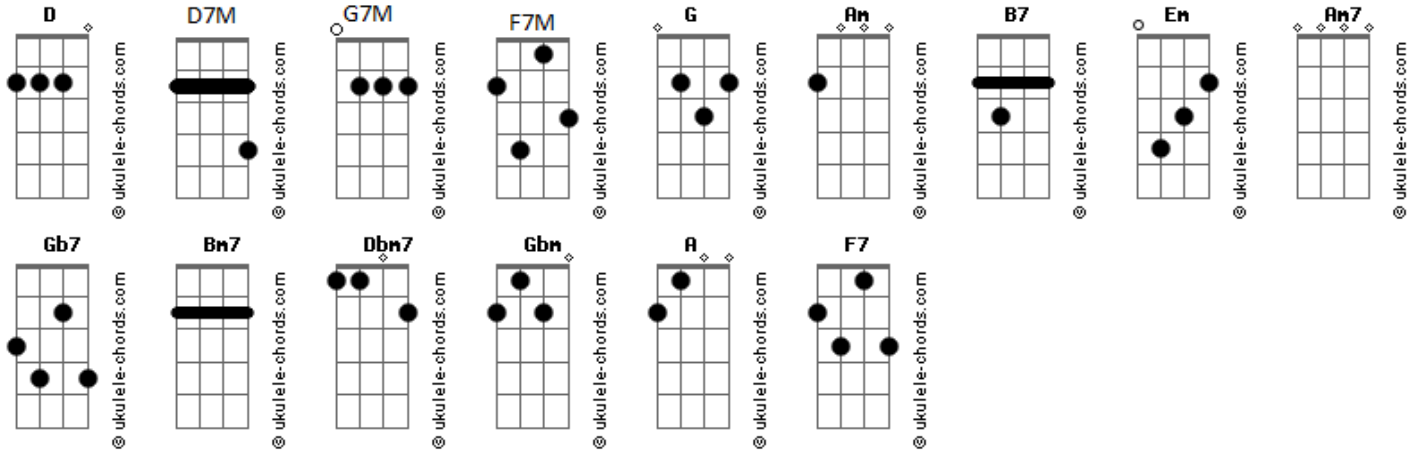 D D7M G7M F7M G Am B7 Em Am7
© ukulele-chords.com © ukulele-chords.com © ukulele-chords.com © ukulele-chords.com © ukulele-chords.com © ukulele-chords.com © ukulele-chords.com © ukulele-chords.com © ukulele-chords.com
Gb7 Bm7 Dbm7 Gbm A F7
© ukulele-chords.com © ukulele-chords.com © ukulele-chords.com © ukulele-chords.com © ukulele-chords.com © ukulele-chords.com